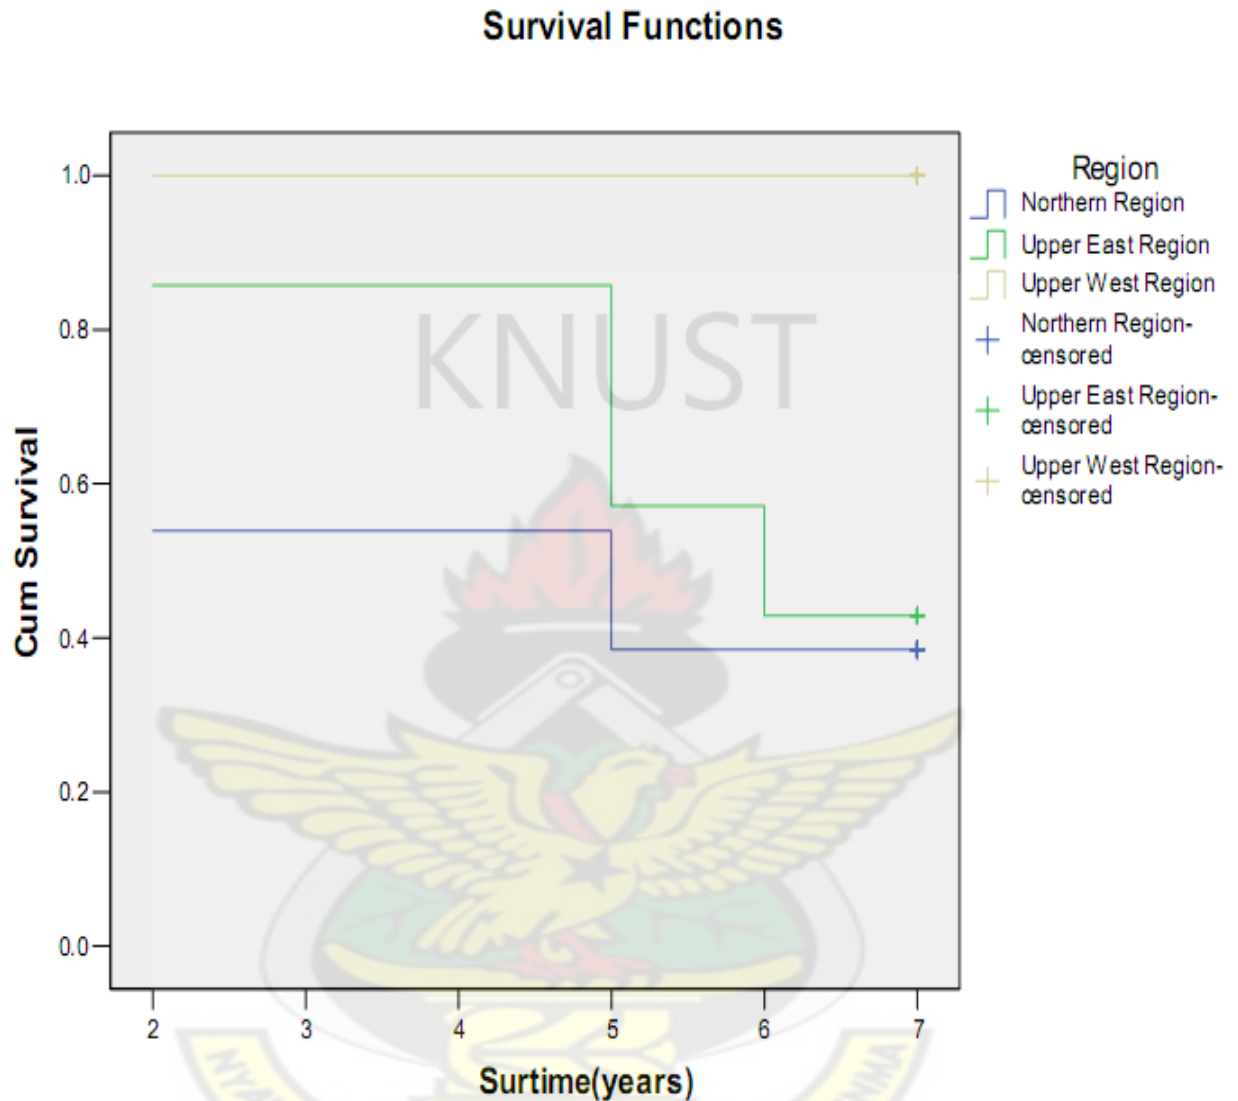 Survival Functions
1.0
0.8
0.6
0.4
0.2
0.0
Cum Survival
2 3 4 5 6 7
Surtime(years)
Region
Northern Region
Upper East Region
Upper West Region
Northern Region-
censored
Upper East Region-
censored
Upper West Region-
censored
KNUST